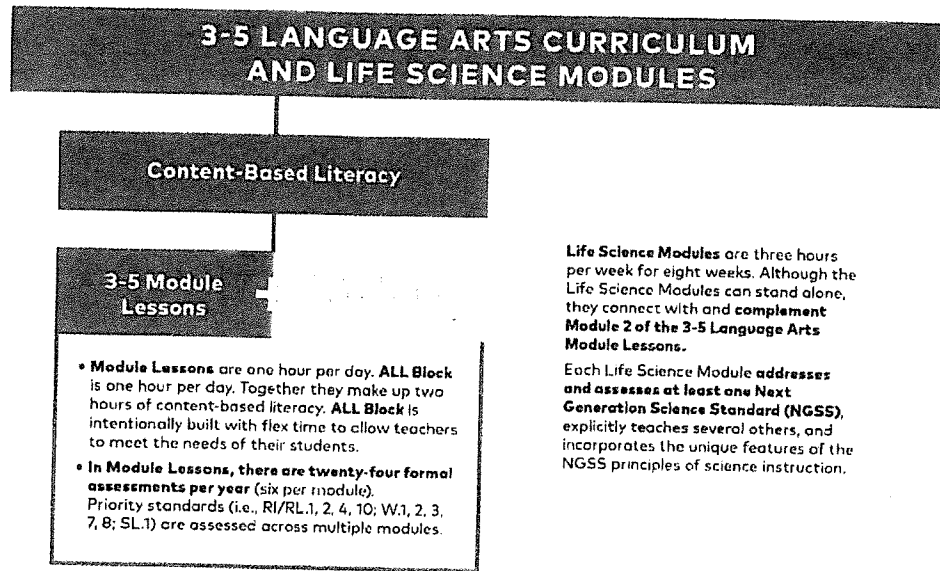 3-5 LANGUAGE ARTS CURRICULUM
AND LIFE SCIENCE MODULES
Content-Based Literacy
3-5 Module
Lessons
• Module Lessons are one hour per day. ALL Block
is one hour per day. Together they make up two
hours of content-based literacy. ALL Block is
intentionally built with flex time to allow teachers
to meet the needs of their students.
• In Module Lessons, there are twenty-four formal
assessments per year (six per module).
Priority standards (i.e., RI/RL.1, 2, 4, 10; W.1, 2, 3,
7, 8; SL.1) are assessed across multiple modules.
Life Science Modules are three hours
per week for eight weeks. Although the
Life Science Modules can stand alone,
they connect with and complement
Module 2 of the 3-5 Language Arts
Module Lessons.
Each Life Science Module addresses
and assesses at least one Next
Generation Science Standard (NGSS),
explicitly teaches several others, and
incorporates the unique features of the
NGSS principles of science instruction.